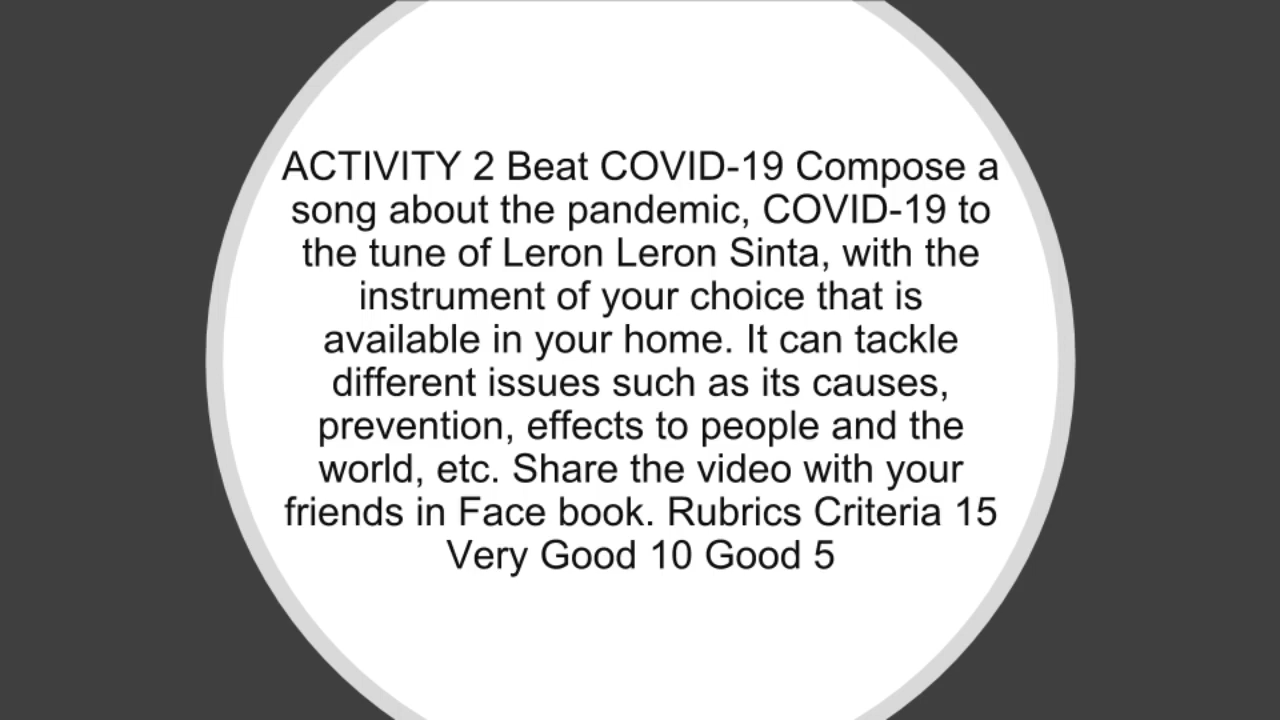 ACTIVITY 2 Beat COVID-19 Compose a
song about the pandemic, COVID-19 to
the tune of Leron Leron Sinta, with the
instrument of your choice that is
available in your home. It can tackle
different issues such as its causes,
prevention, effects to people and the
world, etc. Share the video with your
friends in Face book. Rubrics Criteria 15
Very Good 10 Good 5